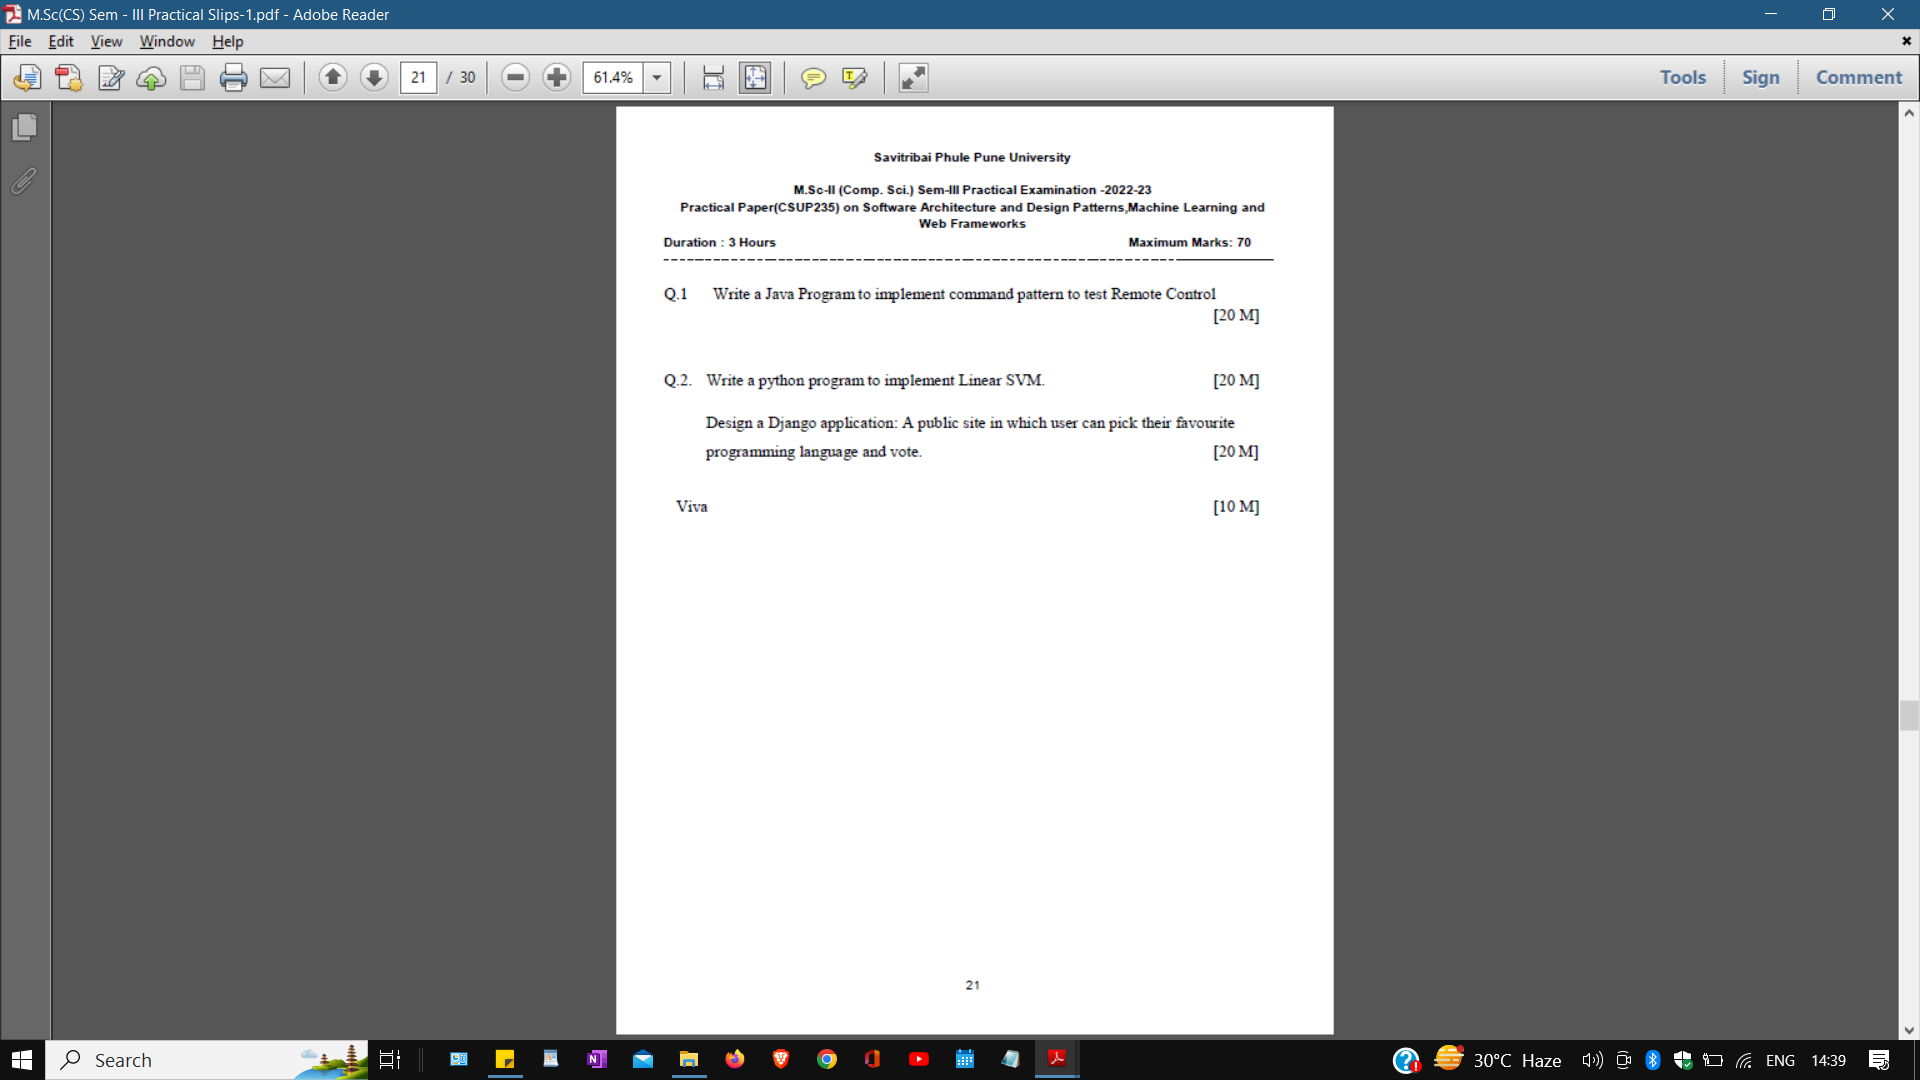 M.Sc(CS) Sem - III Practical Slips-1.pdf - Adobe Reader
File Edit View Window Help
21 / 30 61.4% Tools Sign Comment
Savitribai Phule Pune University
M.Sc-II (Comp. Sci.) Sem-III Practical Examination -2022-23
Practical Paper(CSUP235) on Software Architecture and Design Patterns,Machine Learning and
Web Frameworks
Duration : 3 Hours Maximum Marks: 70
Q.1 Write a Java Program to implement command pattern to test Remote Control
[20 M]
Q.2. Write a python program to implement Linear SVM. [20 M]
Design a Django application: A public site in which user can pick their favourite
programming language and vote. [20 M]
Viva [10 M]
21
Search 30°C Haze ENG 14:39